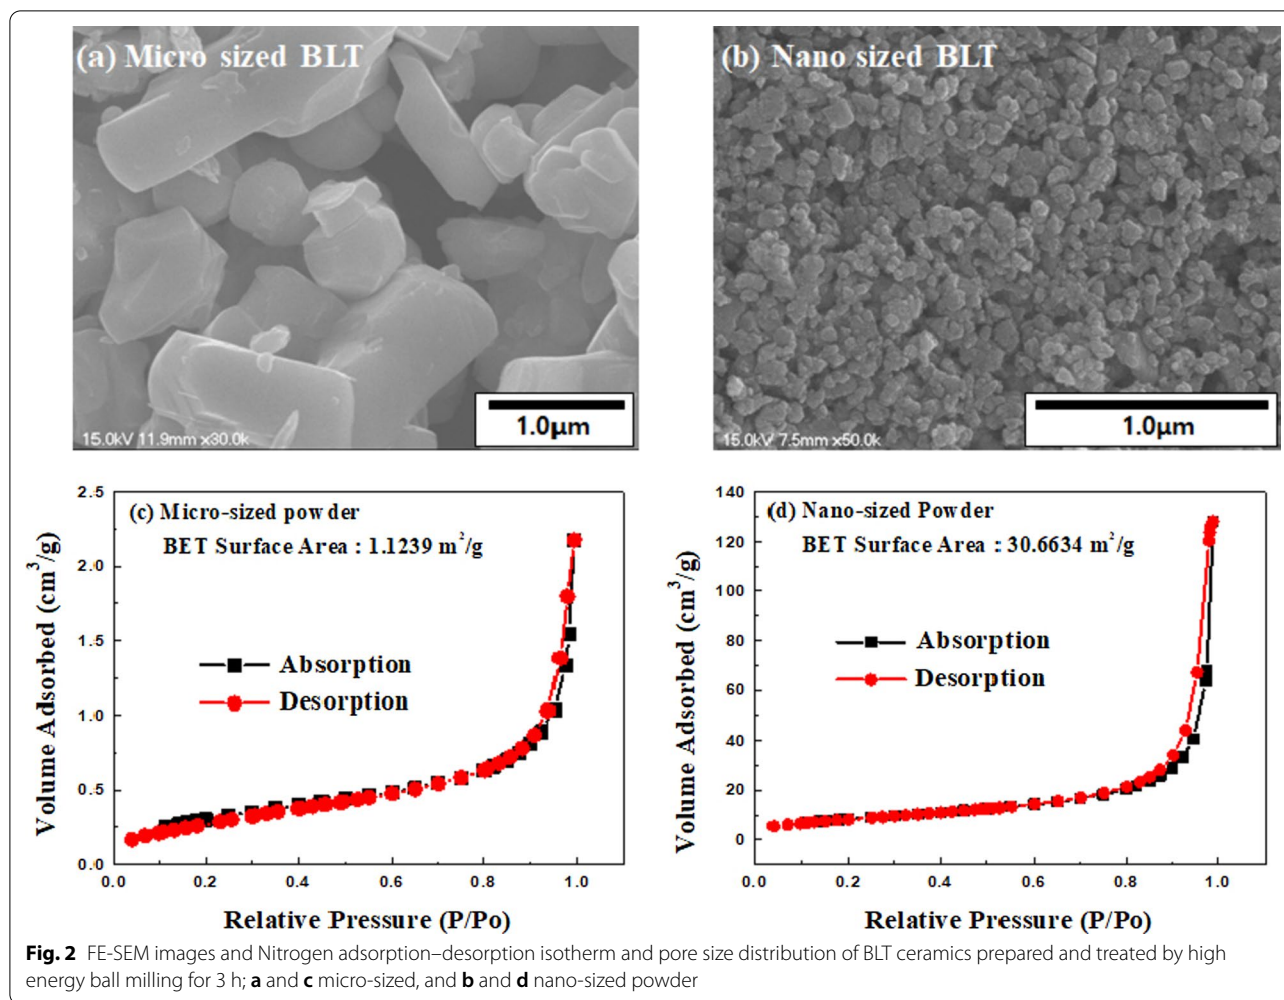 (a) Micro sized BLT
15.0kV 11.9mm x30.0k
1.0µm
(b) Nano sized BLT
15.0kV 7.5mm x50.0k
1.0µm
(c) Micro-sized powder
BET Surface Area : 1.1239 m²/g
Absorption
Desorption
Volume Adsorbed (cm³/g)
2.5
2.0
1.5
1.0
0.5
0.0
0.0 0.2 0.4 0.6 0.8 1.0
Relative Pressure (P/Po)
(d) Nano-sized Powder
BET Surface Area : 30.6634 m²/g
Absorption
Desorption
Volume Adsorbed (cm³/g)
140
120
100
80
60
40
20
0
0.0 0.2 0.4 0.6 0.8 1.0
Relative Pressure (P/Po)
Fig. 2 FE-SEM images and Nitrogen adsorption–desorption isotherm and pore size distribution of BLT ceramics prepared and treated by high
energy ball milling for 3 h; a and c micro-sized, and b and d nano-sized powder